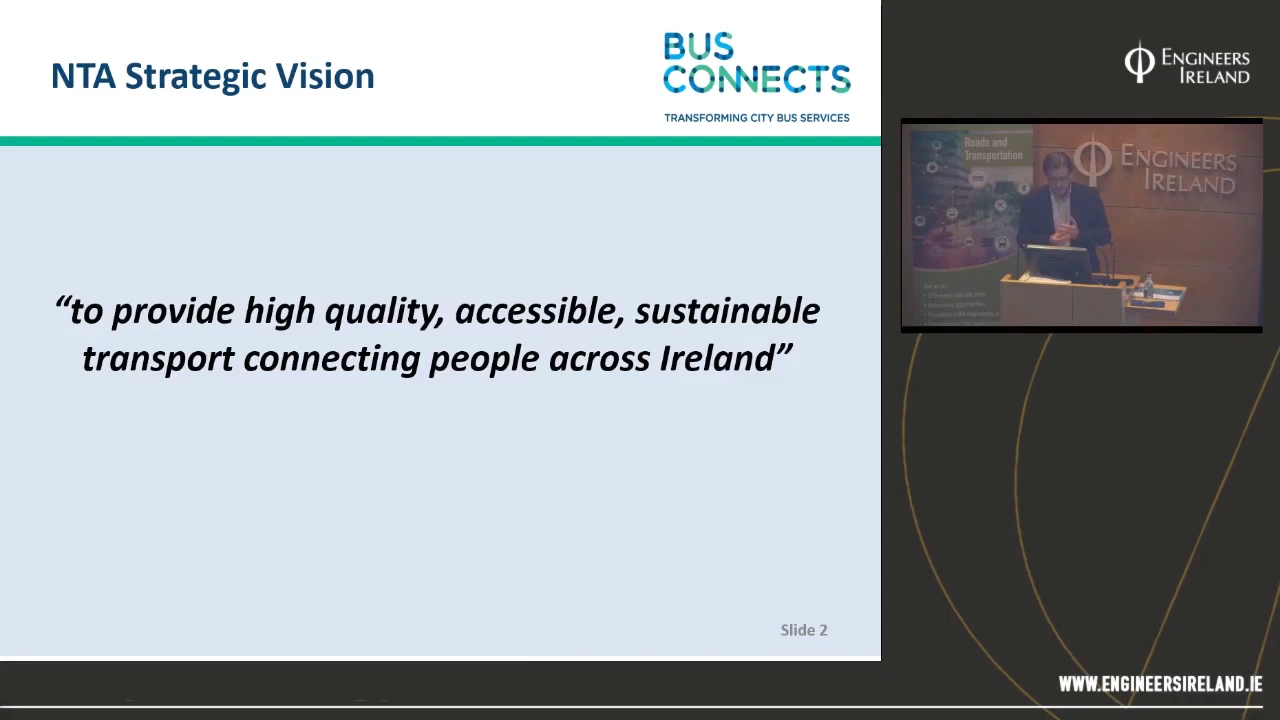 NTA Strategic Vision
BUS
CONNECTS
TRANSFORMING CITY BUS SERVICES
“to provide high quality, accessible, sustainable
transport connecting people across Ireland”
Slide 2
ENGINEERS
IRELAND
Roads and
Transportation
ENGINEERS
IRELAND
WWW.ENGINEERSIRELAND.IE